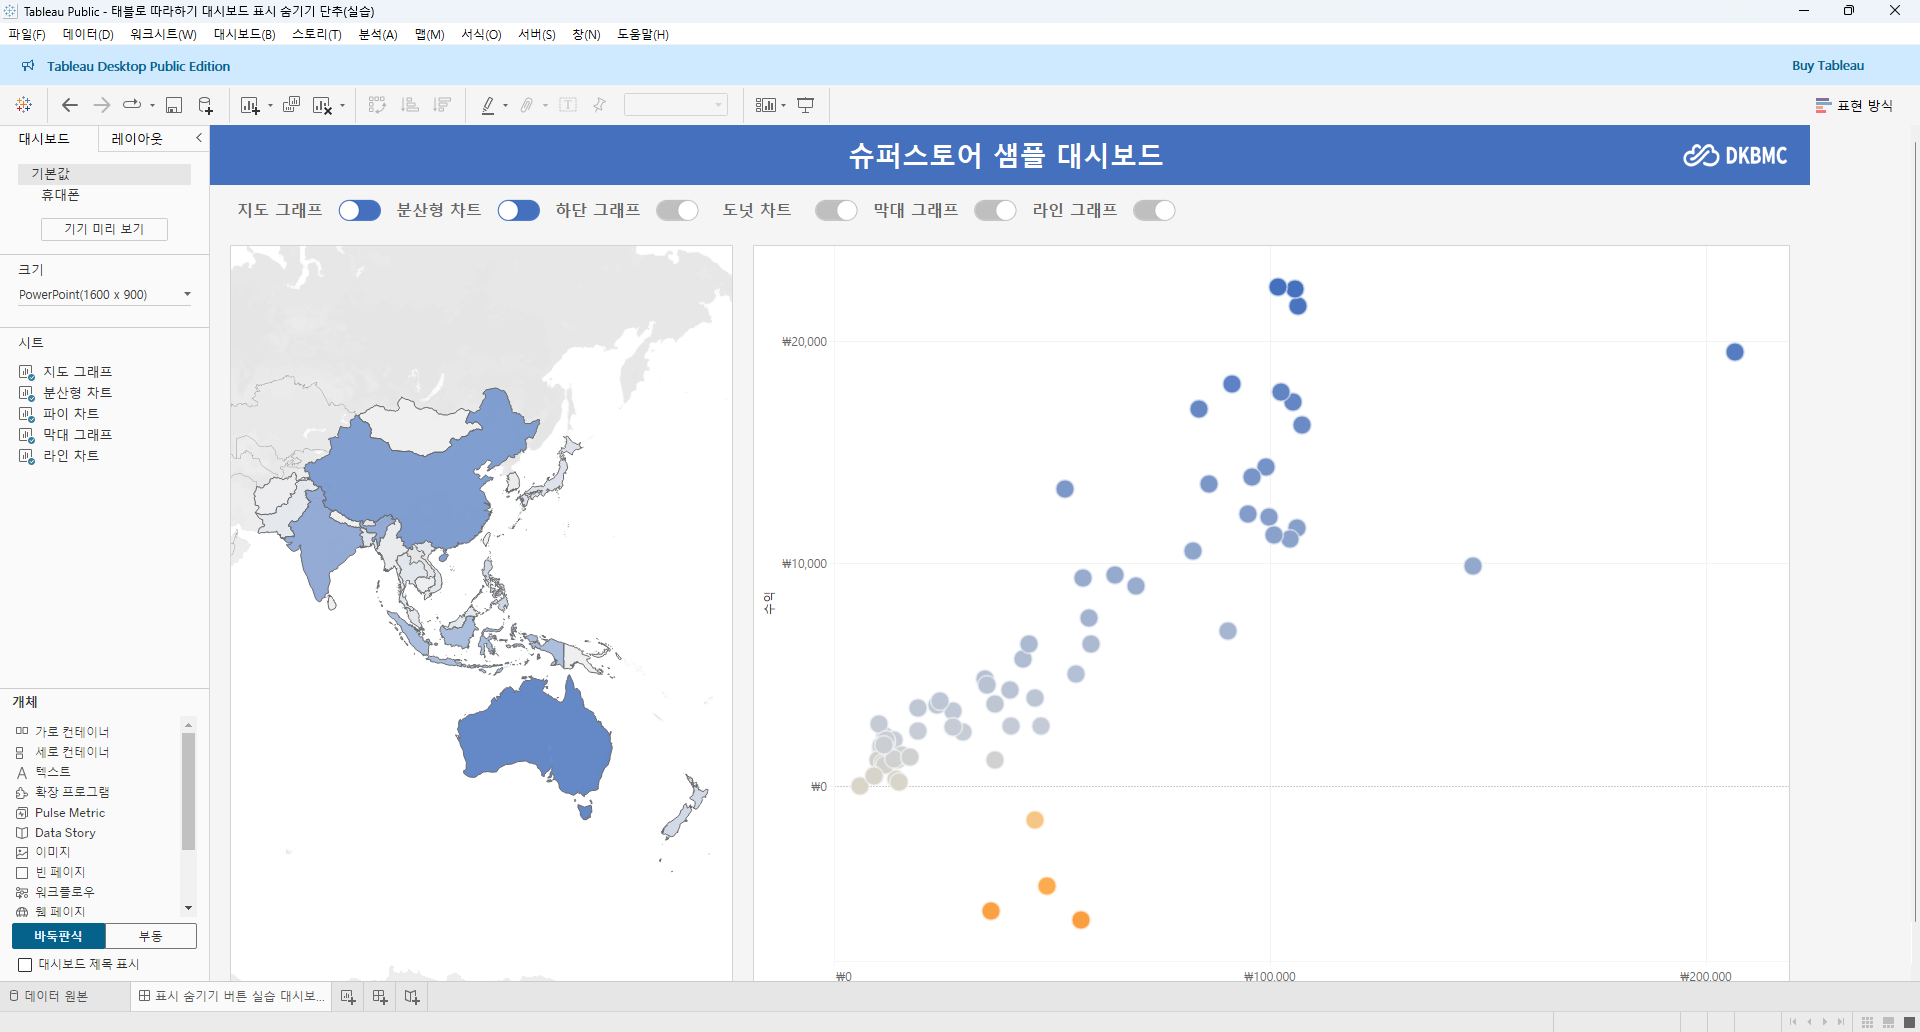 Tableau Public - 태블로 따라하기 대시보드 표시 숨기기 단추(실습)
파일(F) 데이터(D) 워크시트(W) 대시보드(B) 스토리(T) 분석(A) 맵(M) 서식(O) 서버(S) 창(N) 도움말(H)
Tableau Desktop Public Edition
Buy Tableau
표현 방식
대시보드 레이아웃
기본값
휴대폰
기기 미리 보기
크기
PowerPoint(1600 x 900)
시트
지도 그래프
분산형 차트
파이 차트
막대 그래프
라인 차트
개체
가로 컨테이너
세로 컨테이너
텍스트
확장 프로그램
Pulse Metric
Data Story
이미지
빈 페이지
워크플로우
웹 페이지
바둑판식 부동
대시보드 제목 표시
슈퍼스토어 샘플 대시보드
DKBMC
지도 그래프 분산형 차트 하단 그래프 도넛 차트 막대 그래프 라인 그래프
₩20,000
₩10,000
수익
₩0
₩0 ₩100,000 ₩200,000
데이터 원본 표시 숨기기 버튼 실습 대시보...